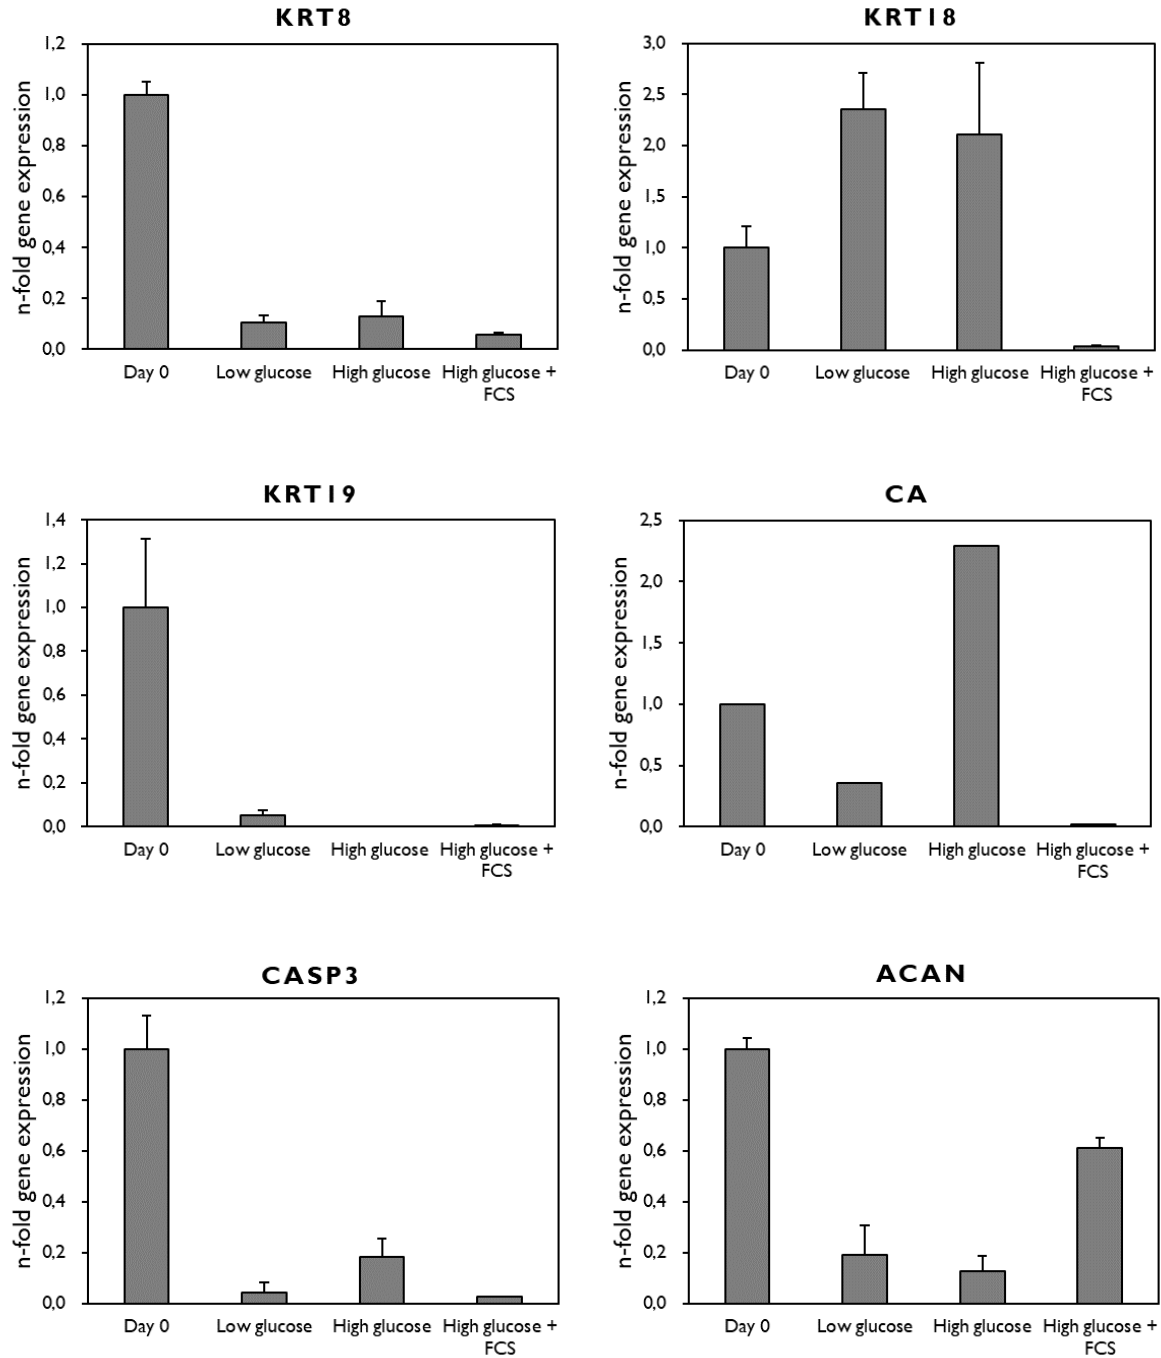 KRT8
n-fold gene expression
1,2
1,0
0,8
0,6
0,4
0,2
0,0
Day 0 Low glucose High glucose High glucose +
FCS
KRT18
n-fold gene expression
3,0
2,5
2,0
1,5
1,0
0,5
0,0
Day 0 Low glucose High glucose High glucose +
FCS
KRT19
n-fold gene expression
1,4
1,2
1,0
0,8
0,6
0,4
0,2
0,0
Day 0 Low glucose High glucose High glucose +
FCS
CA
n-fold gene expression
2,5
2,0
1,5
1,0
0,5
0,0
Day 0 Low glucose High glucose High glucose +
FCS
CASP3
n-fold gene expression
1,2
1,0
0,8
0,6
0,4
0,2
0,0
Day 0 Low glucose High glucose High glucose +
FCS
ACAN
n-fold gene expression
1,2
1,0
0,8
0,6
0,4
0,2
0,0
Day 0 Low glucose High glucose High glucose +
FCS